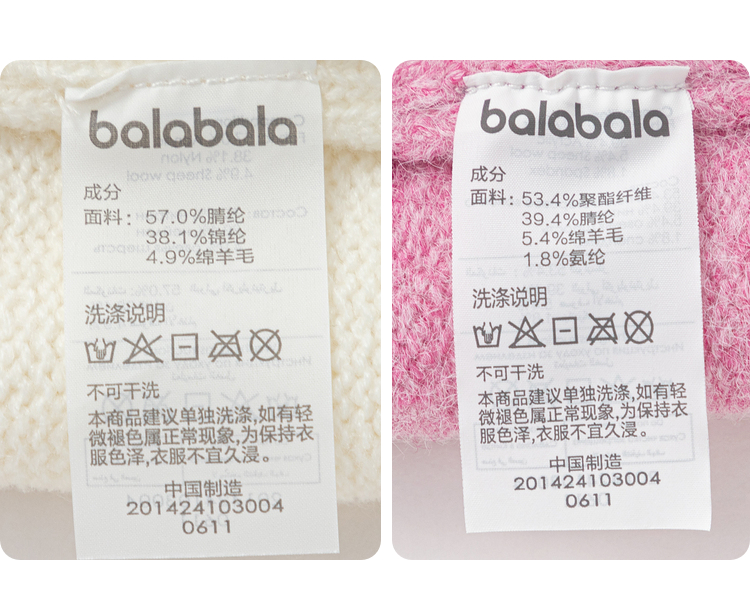 balabala
成分
面料：57.0%腈纶
38.1%锦纶
4.9%绵羊毛
洗涤说明
不可干洗
本商品建议单独洗涤,如有轻
微褪色属正常现象,为保持衣
服色泽,衣服不宜久浸。
中国制造
201424103004
0611
balabala
成分
面料：53.4%聚酯纤维
39.4%腈纶
5.4%绵羊毛
1.8%氨纶
洗涤说明
不可干洗
本商品建议单独洗涤,如有轻
微褪色属正常现象,为保持衣
服色泽,衣服不宜久浸。
中国制造
201424103004
0611